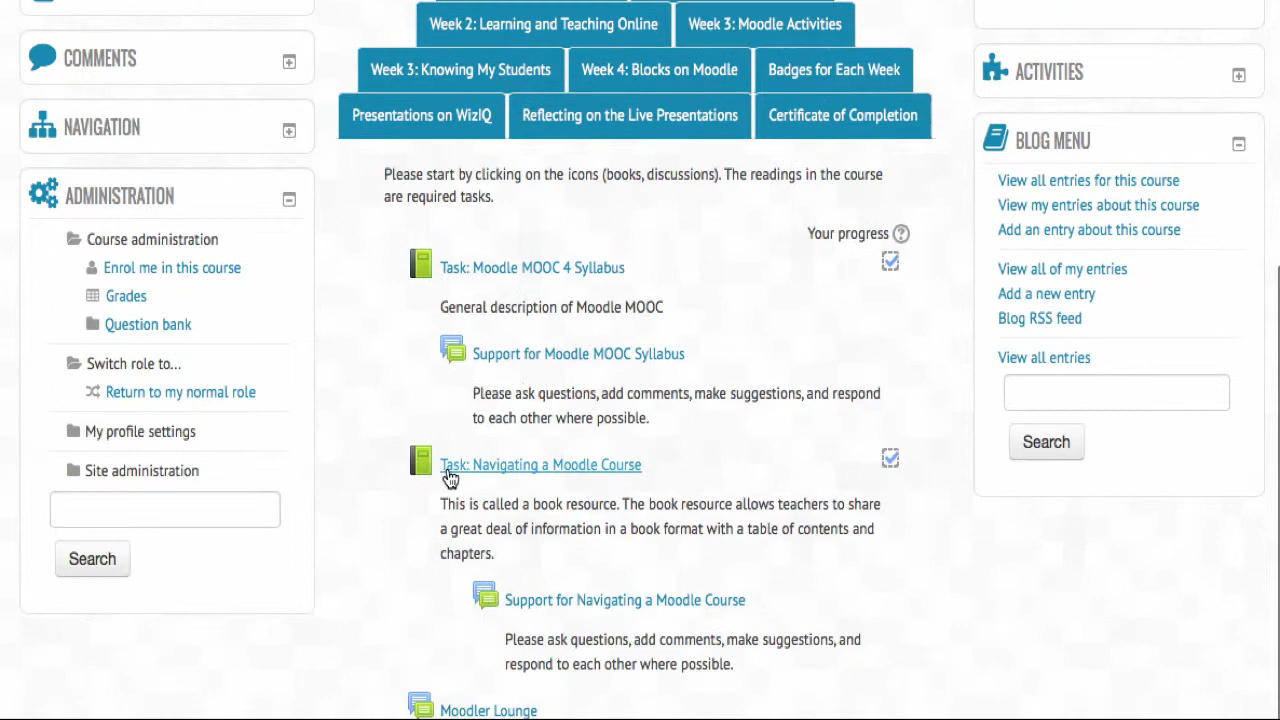 COMMENTS
NAVIGATION
ADMINISTRATION
Course administration
Enrol me in this course
Grades
Question bank
Switch role to...
Return to my normal role
My profile settings
Site administration
Search
Week 2: Learning and Teaching Online
Week 3: Moodle Activities
Week 3: Knowing My Students
Week 4: Blocks on Moodle
Badges for Each Week
Presentations on WizIQ
Reflecting on the Live Presentations
Certificate of Completion
Please start by clicking on the icons (books, discussions). The readings in the course
are required tasks.
Your progress
Task: Moodle MOOC 4 Syllabus
General description of Moodle MOOC
Support for Moodle MOOC Syllabus
Please ask questions, add comments, make suggestions, and respond
to each other where possible.
Task: Navigating a Moodle Course
This is called a book resource. The book resource allows teachers to share
a great deal of information in a book format with a table of contents and
chapters.
Support for Navigating a Moodle Course
Please ask questions, add comments, make suggestions, and
respond to each other where possible.
Moodler Lounge
ACTIVITIES
BLOG MENU
View all entries for this course
View my entries about this course
Add an entry about this course
View all of my entries
Add a new entry
Blog RSS feed
View all entries
Search